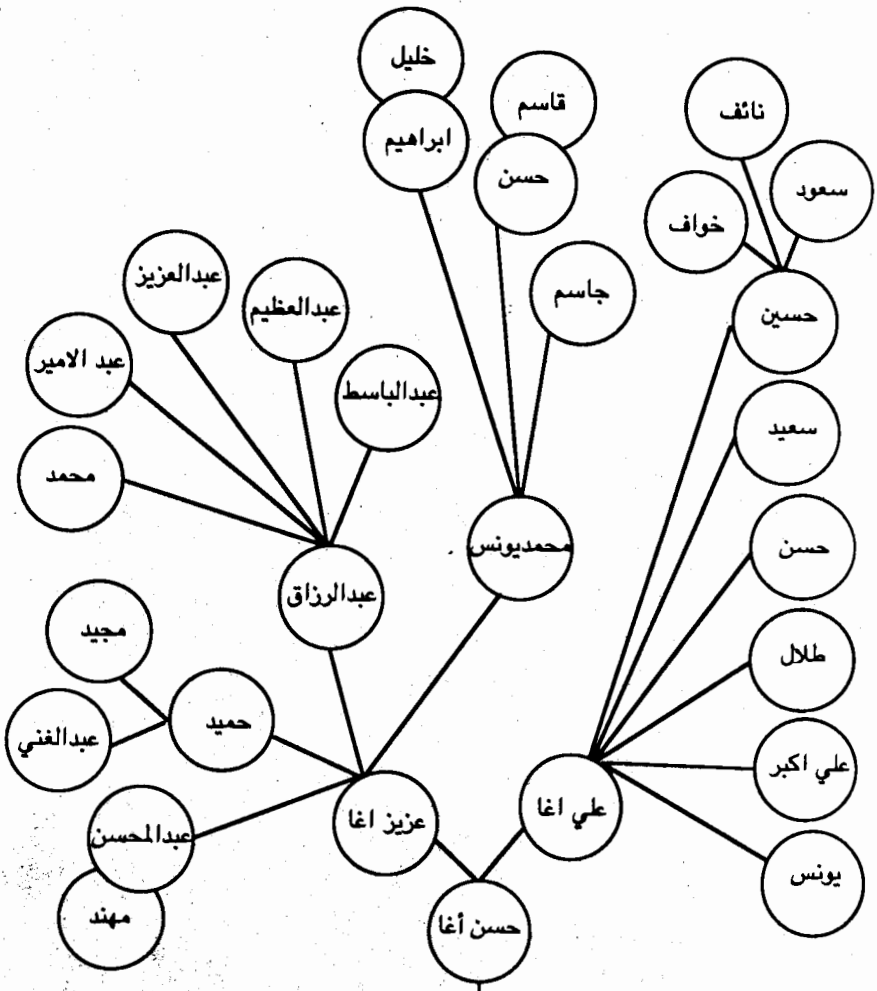 خليل
ابراهيم
قاسم
حسن
جاسم
نائف
سعود
خواف
حسين
سعيد
حسن
طلال
علي اكبر
يونس
عبدالعزيز
عبدالعظيم
عبدالباسط
عبد الامير
محمد
محمديونس
عبدالرزاق
مجيد
عبدالغني
حميد
عبدالمحسن
مهند
عزيز اغا
علي اغا
حسن أغا